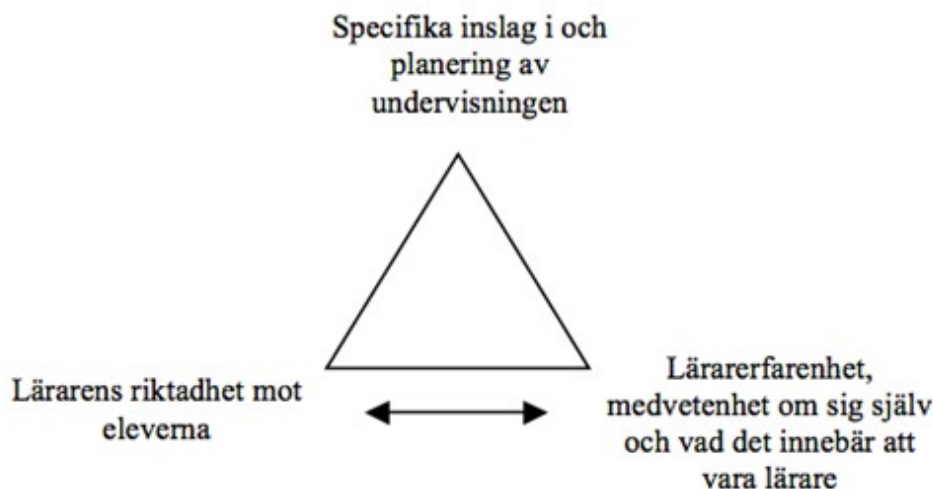 Specifika inslag i och
planering av
undervisningen
Lärarens riktadhet mot
eleverna
Lärarerfarenhet,
medvetenhet om sig själv
och vad det innebär att
vara lärare